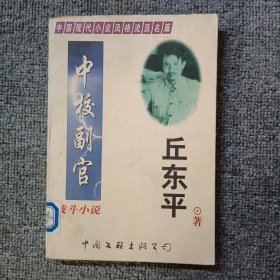 中国现代小说风格流派名篇
中校副官
战斗小说
丘东平
⊙著
中国文联出版公司